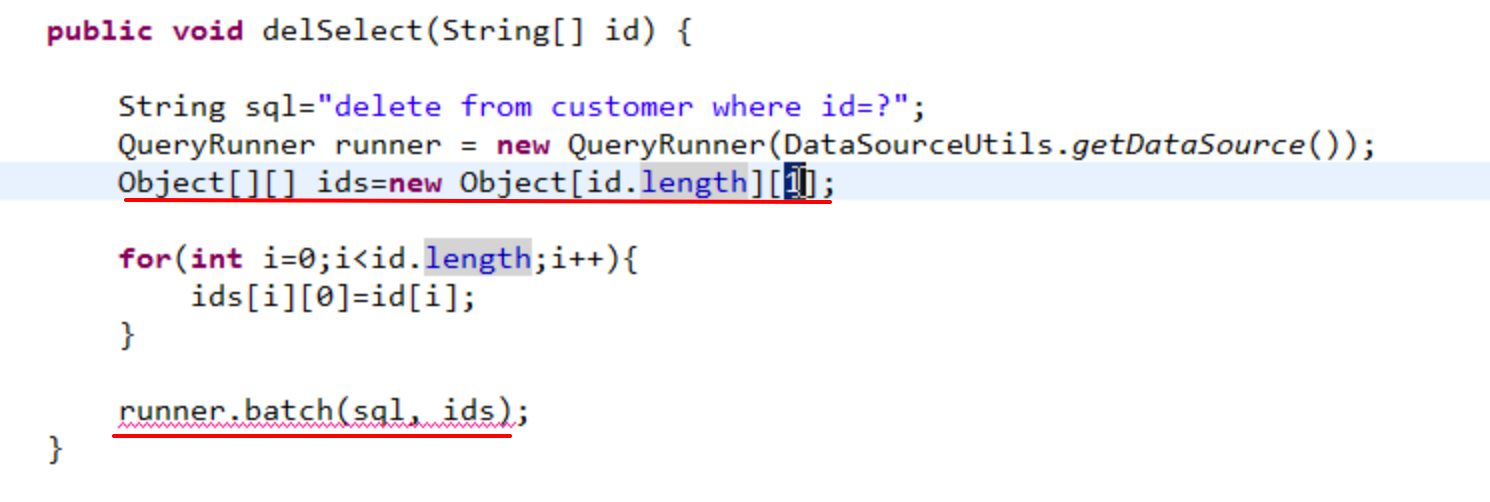 public void delSelect(String[] id) {
String sql="delete from customer where id=?";
QueryRunner runner = new QueryRunner(DataSourceUtils.getDataSource());
Object[][] ids=new Object[id.length][1];
for(int i=0;i<id.length;i++){
ids[i][0]=id[i];
}
runner.batch(sql, ids);
}